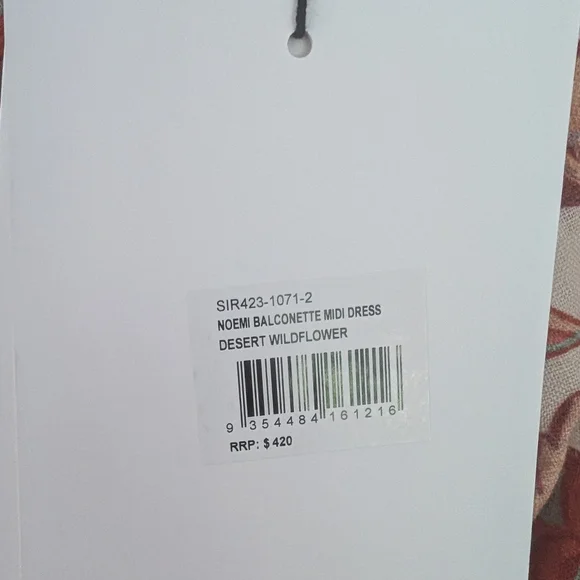 SIR423-1071-2
NOEMI BALCONETTE MIDI DRESS
DESERT WILDFLOWER
9 354484 161216
RRP: $ 420